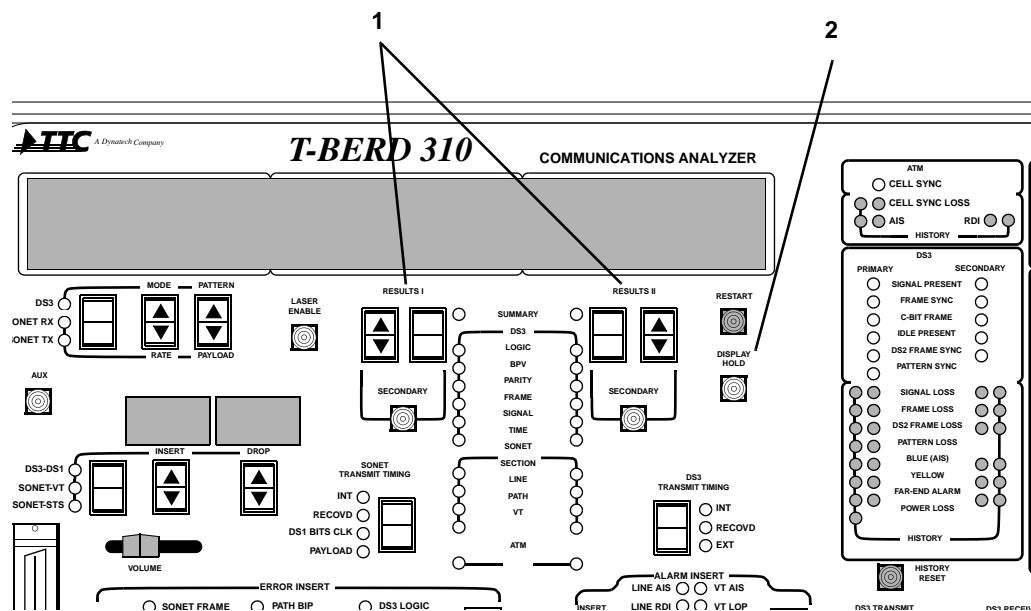 1
2
TTC A Dynatech Company
T-BERD 310
COMMUNICATIONS ANALYZER
ATM
CELL SYNC
CELL SYNC LOSS
AIS
RDI
HISTORY
MODE
PATTERN
DS3
ONET RX
ONET TX
RATE
PAYLOAD
LASER
ENABLE
RESULTS I
SECONDARY
SUMMARY
DS3
LOGIC
BPV
PARITY
FRAME
SIGNAL
TIME
SONET
SECTION
LINE
PATH
VT
ATM
RESULTS II
SECONDARY
RESTART
DISPLAY
HOLD
DS3
PRIMARY
SECONDARY
SIGNAL PRESENT
FRAME SYNC
C-BIT FRAME
IDLE PRESENT
DS2 FRAME SYNC
PATTERN SYNC
SIGNAL LOSS
FRAME LOSS
DS2 FRAME LOSS
PATTERN LOSS
BLUE (AIS)
YELLOW
FAR-END ALARM
POWER LOSS
HISTORY
AUX
INSERT
DROP
DS3-DS1
SONET-VT
SONET-STS
VOLUME
SONET
TRANSMIT TIMING
INT
RECOVD
DS1 BITS CLK
PAYLOAD
DS3
TRANSMIT TIMING
INT
RECOVD
EXT
HISTORY
RESET
ERROR INSERT
SONET FRAME
PATH BIP
DS3 LOGIC
ALARM INSERT
LINE AIS
VT AIS
INSERT
LINE RDI
VT LOP
DS3 TRANSMIT
DS3 RECEI